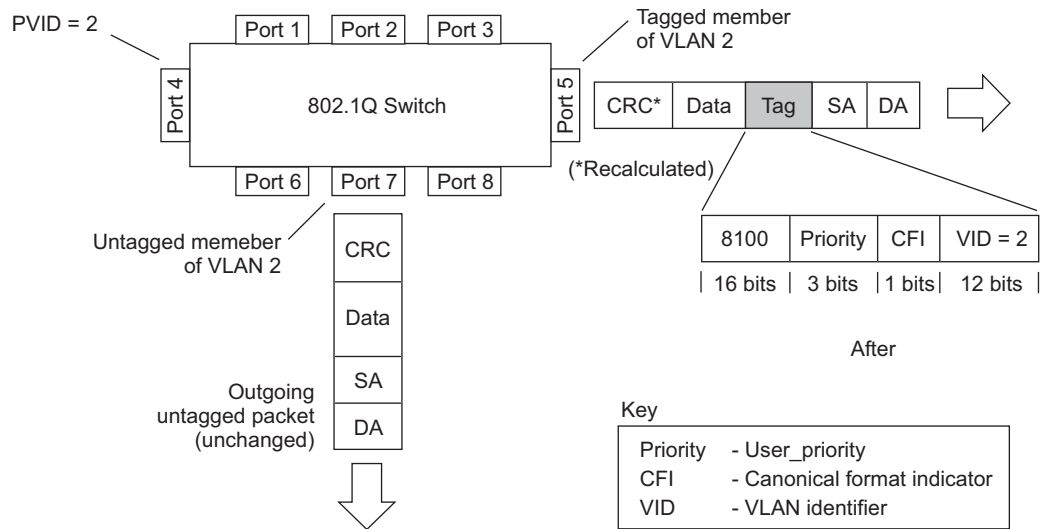 PVID = 2
Port 1
Port 2
Port 3
Tagged member
of VLAN 2
Port 4
802.1Q Switch
Port 5
CRC*
Data
Tag
SA
DA
(*Recalculated)
Port 6
Port 7
Port 8
Untagged memeber
of VLAN 2
CRC
Data
SA
DA
8100
Priority
CFI
VID = 2
16 bits
3 bits
1 bits
12 bits
After
Outgoing
untagged packet
(unchanged)
Key
Priority - User_priority
CFI - Canonical format indicator
VID - VLAN identifier